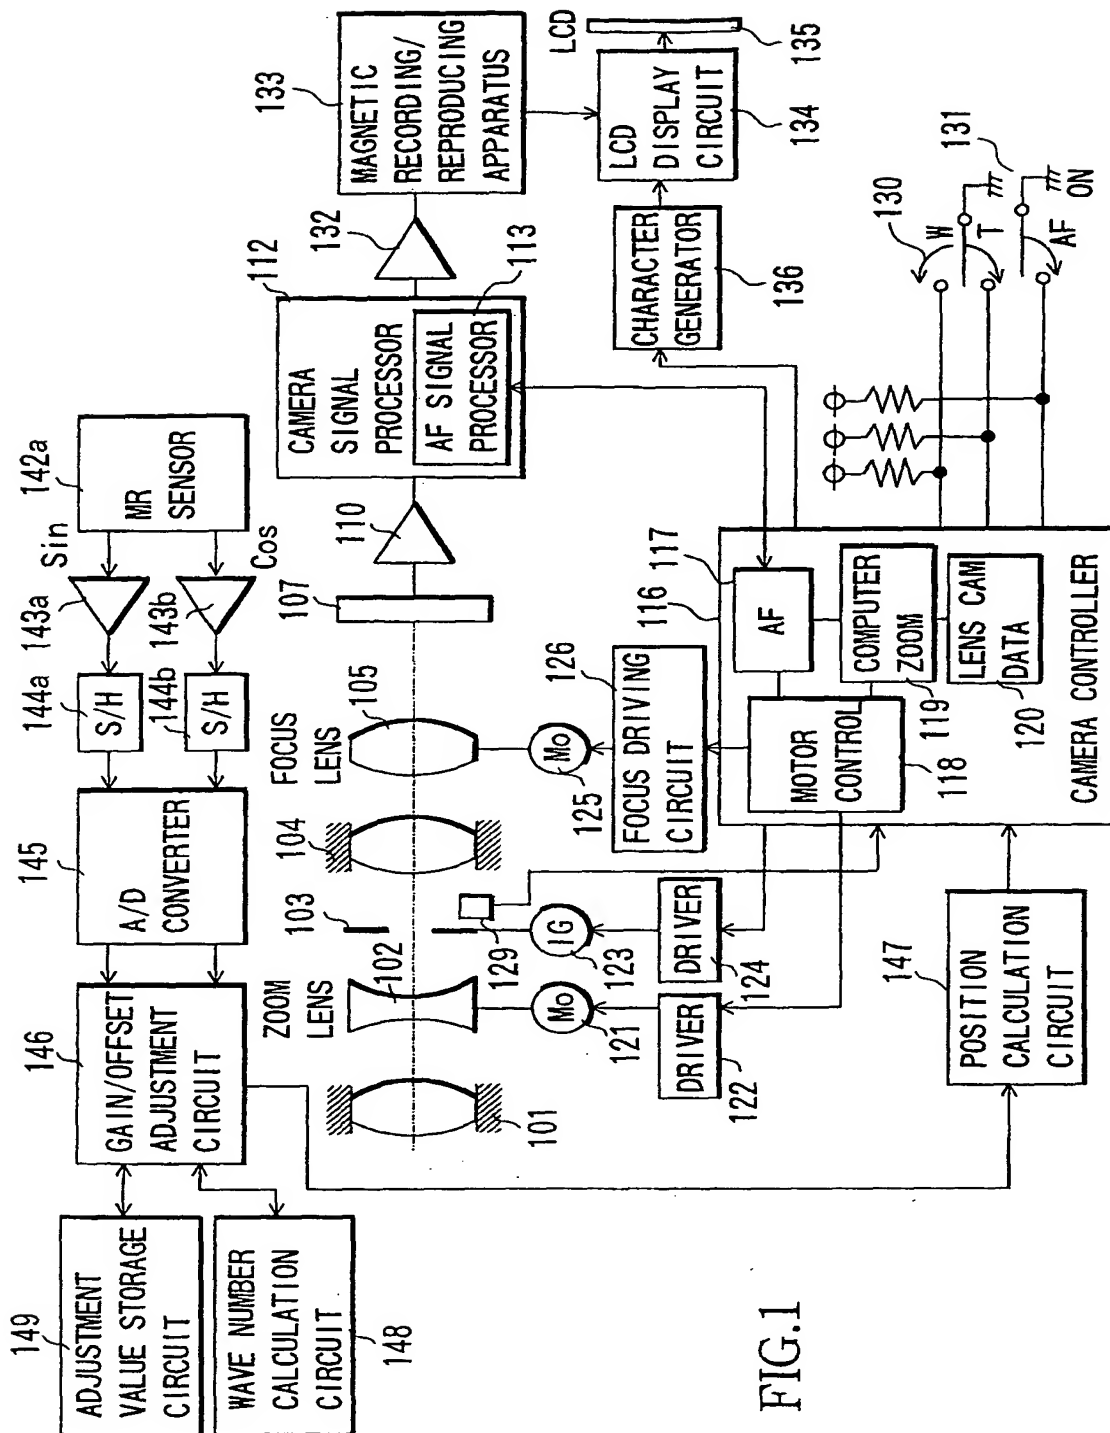 149
ADJUSTMENT
VALUE STORAGE
CIRCUIT
WAVE NUMBER
CALCULATION
CIRCUIT
148
146
GAIN/OFFSET
ADJUSTMENT
CIRCUIT
145
A/D
CONVERTER
144a
S/H
144b
S/H
143a
143b
Sin
Cos
142a
MR
SENSOR
101
ZOOM
LENS
102
103
104
FOCUS
LENS
105
107
110
112
CAMERA
SIGNAL
PROCESSOR
AF SIGNAL
PROCESSOR
113
132
133
MAGNETIC
RECORDING/
REPRODUCING
APPARATUS
LCD
135
LCD
DISPLAY
CIRCUIT
134
CHARACTER
GENERATOR
136
Mo
121
DRIVER
122
129
IG
123
DRIVER
124
Mo
125
126
FOCUS DRIVING
CIRCUIT
116
117
AF
COMPUTER
ZOOM
119
LENS CAM
DATA
120
MOTOR
CONTROL
118
CAMERA CONTROLLER
130
W
T
131
AF
ON
147
POSITION
CALCULATION
CIRCUIT
FIG.1